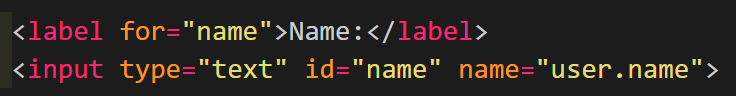 <label for="name">Name:</label>
<input type="text" id="name" name="user.name">